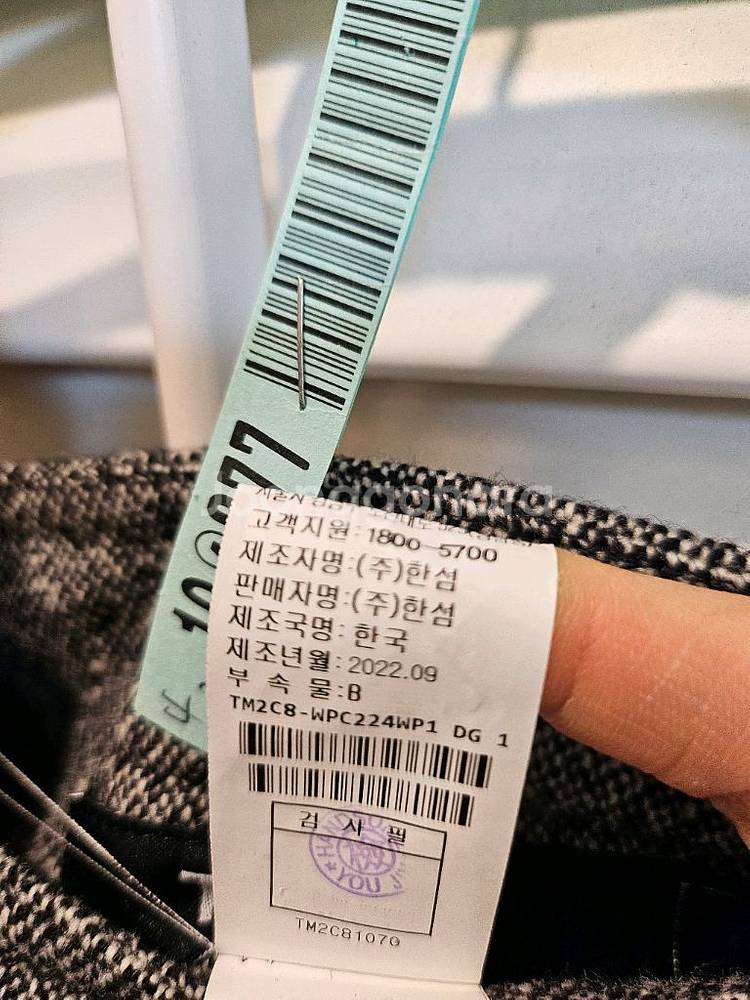 고객지원:1800 5700
제조자명:(주)한섬
판매자명:(주)한섬
제조국명:한국
제조년월:2022.09
부 속 물:B
TM2C8-WPC224WP1 DG 1
검 사 필
YOU
TM2C81070